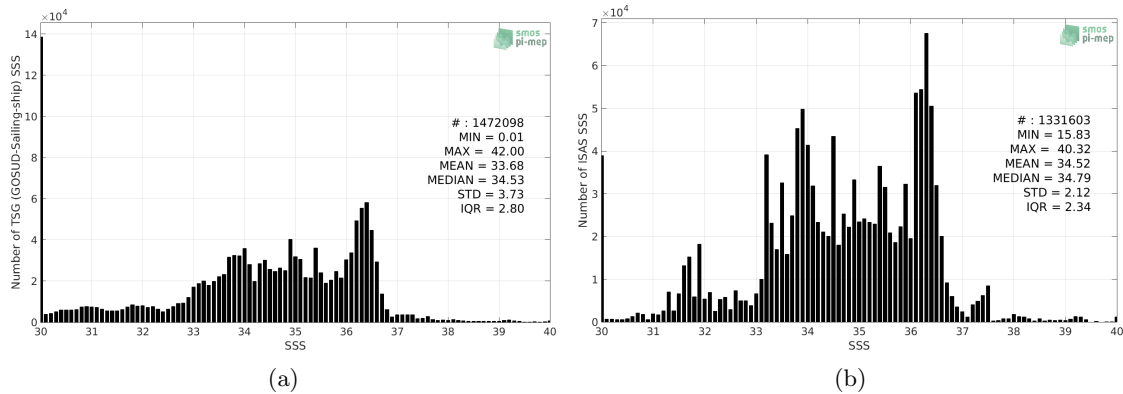 ×10⁴
14
12
10
8
6
4
2
0
Number of TSG (GOSUD-Sailing-ship) SSS
smos
pi-mep
# : 1472098
MIN = 0.01
MAX = 42.00
MEAN = 33.68
MEDIAN = 34.53
STD = 3.73
IQR = 2.80
30 31 32 33 34 35 36 37 38 39 40
SSS
(a)
×10⁴
7
6
5
4
3
2
1
0
Number of ISAS SSS
smos
pi-mep
# : 1331603
MIN = 15.83
MAX = 40.32
MEAN = 34.52
MEDIAN = 34.79
STD = 2.12
IQR = 2.34
30 31 32 33 34 35 36 37 38 39 40
SSS
(b)